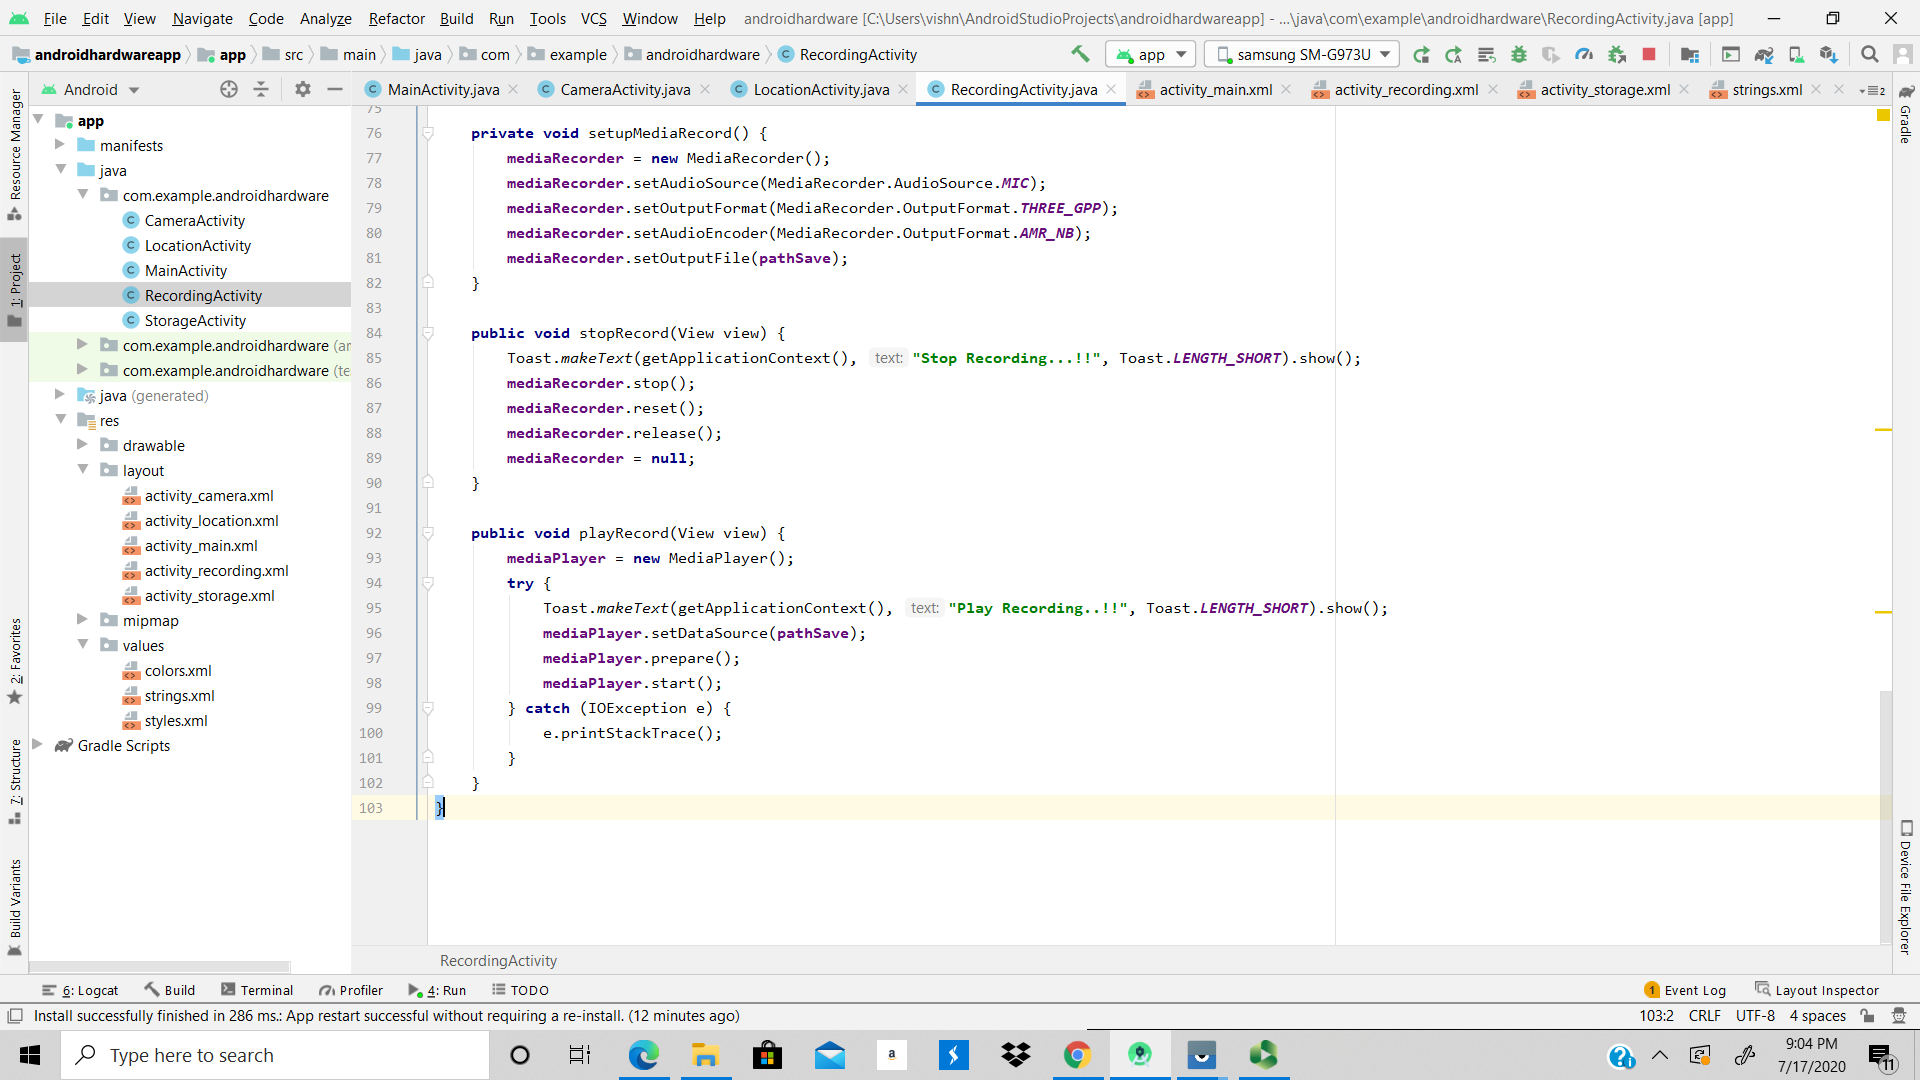 File Edit View Navigate Code Analyze Refactor Build Run Tools VCS Window Help androidhardware [C:\Users\vishn\AndroidStudioProjects\androidhardwareapp] - ...\java\com\example\androidhardware\RecordingActivity.java [app]
androidhardwareapp app src main java com example androidhardware RecordingActivity app samsung SM-G973U
Android MainActivity.java CameraActivity.java LocationActivity.java RecordingActivity.java activity_main.xml activity_recording.xml activity_storage.xml strings.xml 2
Resource Manager
1: Project
2: Favorites
7: Structure
Build Variants
app
manifests
java
com.example.androidhardware
CameraActivity
LocationActivity
MainActivity
RecordingActivity
StorageActivity
com.example.androidhardware (an
com.example.androidhardware (te
java (generated)
res
drawable
layout
activity_camera.xml
activity_location.xml
activity_main.xml
activity_recording.xml
activity_storage.xml
mipmap
values
colors.xml
strings.xml
styles.xml
Gradle Scripts
75
76 private void setupMediaRecord() {
77 mediaRecorder = new MediaRecorder();
78 mediaRecorder.setAudioSource(MediaRecorder.AudioSource.MIC);
79 mediaRecorder.setOutputFormat(MediaRecorder.OutputFormat.THREE_GPP);
80 mediaRecorder.setAudioEncoder(MediaRecorder.OutputFormat.AMR_NB);
81 mediaRecorder.setOutputFile(pathSave);
82 }
83
84 public void stopRecord(View view) {
85 Toast.makeText(getApplicationContext(), text: "Stop Recording...!!", Toast.LENGTH_SHORT).show();
86 mediaRecorder.stop();
87 mediaRecorder.reset();
88 mediaRecorder.release();
89 mediaRecorder = null;
90 }
91
92 public void playRecord(View view) {
93 mediaPlayer = new MediaPlayer();
94 try {
95 Toast.makeText(getApplicationContext(), text: "Play Recording..!!", Toast.LENGTH_SHORT).show();
96 mediaPlayer.setDataSource(pathSave);
97 mediaPlayer.prepare();
98 mediaPlayer.start();
99 } catch (IOException e) {
100 e.printStackTrace();
101 }
102 }
103 }
RecordingActivity
Gradle
Device File Explorer
6: Logcat Build Terminal Profiler 4: Run TODO 1 Event Log Layout Inspector
Install successfully finished in 286 ms.: App restart successful without requiring a re-install. (12 minutes ago) 103:2 CRLF UTF-8 4 spaces
Type here to search a 9:04 PM
7/17/2020 11